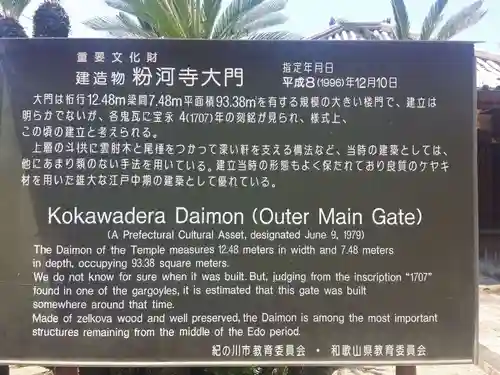 重要文化財
建造物 粉河寺大門
指定年月日
平成8(1996)年12月10日
大門は桁行12.48m梁間7.48m平面積93.38㎡を有する規模の大きい楼門で、建立は
明らかでないが、各鬼瓦に宝永 4(1707)年の刻銘が見られ、様式上、
この頃の建立と考えられる。
上層の斗拱に雲肘木と尾棰をつかって深い軒を支える構法など、当時の建築としては、
他にあまり類のない手法を用いている。建立当時の形態もよく保たれており良質のケヤキ
材を用いた雄大な江戸中期の建築として優れている。
Kokawadera Daimon (Outer Main Gate)
(A Prefectural Cultural Asset, designated June 9, 1979)
The Daimon of the Temple measures 12.48 meters in width and 7.48 meters
in depth, occupying 93.38 square meters.
We do not know for sure when it was built. But, judging from the inscription “1707”
found in one of the gargoyles, it is estimated that this gate was built
somewhere around that time.
Made of zelkova wood and well preserved, the Daimon is among the most important
structures remaining from the middle of the Edo period.
紀の川市教育委員会 ・ 和歌山県教育委員会